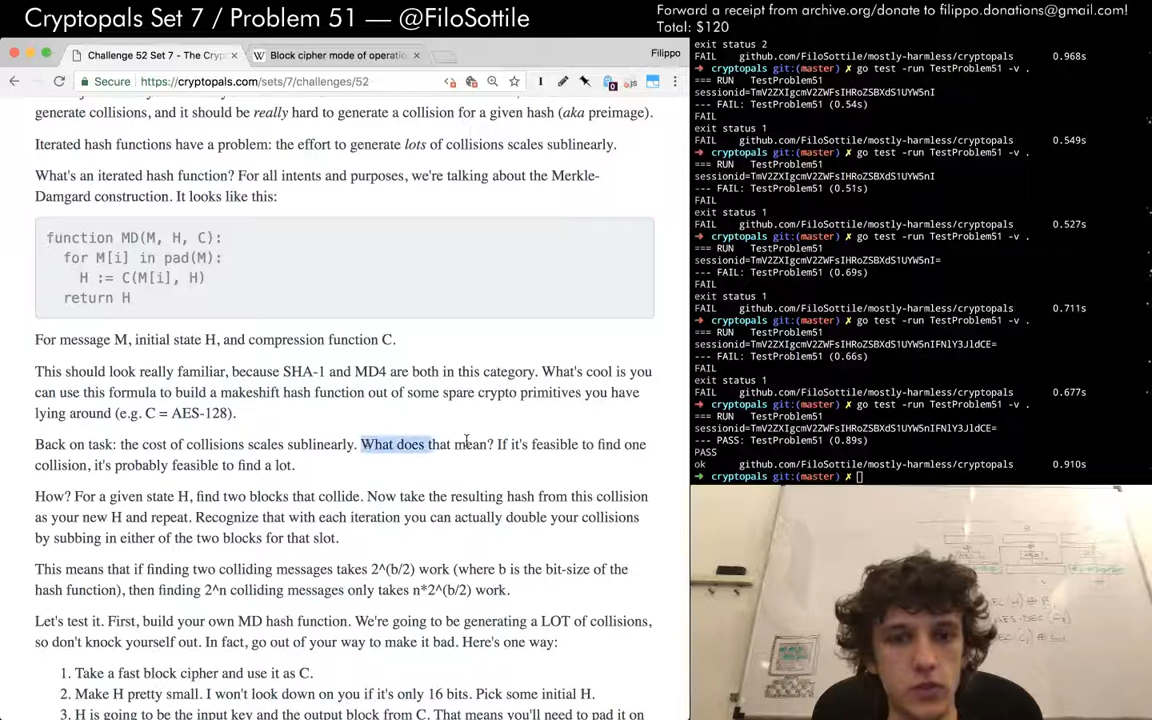 Cryptopals Set 7 / Problem 51 — @FiloSottile
Forward a receipt from archive.org/donate to filippo.donations@gmail.com!
Total: $120
Challenge 52 Set 7 - The Cryp
Block cipher mode of operatio
Filippo
Secure
https://cryptopals.com/sets/7/challenges/52
generate collisions, and it should be really hard to generate a collision for a given hash (aka preimage).
Iterated hash functions have a problem: the effort to generate lots of collisions scales sublinearly.
What's an iterated hash function? For all intents and purposes, we're talking about the Merkle-
Damgard construction. It looks like this:
function MD(M, H, C):
for M[i] in pad(M):
H := C(M[i], H)
return H
For message M, initial state H, and compression function C.
This should look really familiar, because SHA-1 and MD4 are both in this category. What's cool is you
can use this formula to build a makeshift hash function out of some spare crypto primitives you have
lying around (e.g. C = AES-128).
Back on task: the cost of collisions scales sublinearly. What does that mean? If it's feasible to find one
collision, it's probably feasible to find a lot.
How? For a given state H, find two blocks that collide. Now take the resulting hash from this collision
as your new H and repeat. Recognize that with each iteration you can actually double your collisions
by subbing in either of the two blocks for that slot.
This means that if finding two colliding messages takes 2^(b/2) work (where b is the bit-size of the
hash function), then finding 2^n colliding messages only takes n*2^(b/2) work.
Let's test it. First, build your own MD hash function. We're going to be generating a LOT of collisions,
so don't knock yourself out. In fact, go out of your way to make it bad. Here's one way:
1. Take a fast block cipher and use it as C.
2. Make H pretty small. I won't look down on you if it's only 16 bits. Pick some initial H.
3. H is going to be the input key and the output block from C. That means you'll need to pad it on
exit status 2
FAIL github.com/FiloSottile/mostly-harmless/cryptopals 0.968s
➜ cryptopals git:(master) ✗ go test -run TestProblem51 -v .
=== RUN TestProblem51
sessionid=TmV2ZXIgcmV2ZWFsIHRoZSBXdS1UYW5nI
--- FAIL: TestProblem51 (0.54s)
FAIL
exit status 1
FAIL github.com/FiloSottile/mostly-harmless/cryptopals 0.549s
➜ cryptopals git:(master) ✗ go test -run TestProblem51 -v .
=== RUN TestProblem51
sessionid=TmV2ZXIgcmV2ZWFsIHRoZSBXdS1UYW5nI
--- FAIL: TestProblem51 (0.51s)
FAIL
exit status 1
FAIL github.com/FiloSottile/mostly-harmless/cryptopals 0.527s
➜ cryptopals git:(master) ✗ go test -run TestProblem51 -v .
=== RUN TestProblem51
sessionid=TmV2ZXIgcmV2ZWFsIHRoZSBXdS1UYW5nI=
--- FAIL: TestProblem51 (0.69s)
FAIL
exit status 1
FAIL github.com/FiloSottile/mostly-harmless/cryptopals 0.711s
➜ cryptopals git:(master) ✗ go test -run TestProblem51 -v .
=== RUN TestProblem51
sessionid=TmV2ZXIgcmV2ZWFsIHRoZSBXdS1UYW5nIFNlY3JldCE=
--- FAIL: TestProblem51 (0.66s)
FAIL
exit status 1
FAIL github.com/FiloSottile/mostly-harmless/cryptopals 0.677s
➜ cryptopals git:(master) ✗ go test -run TestProblem51 -v .
=== RUN TestProblem51
sessionid=TmV2ZXIgcmV2ZWFsIHRoZSBXdS1UYW5nIFNlY3JldCE=
--- PASS: TestProblem51 (0.89s)
PASS
ok github.com/FiloSottile/mostly-harmless/cryptopals 0.910s
➜ cryptopals git:(master) ✗